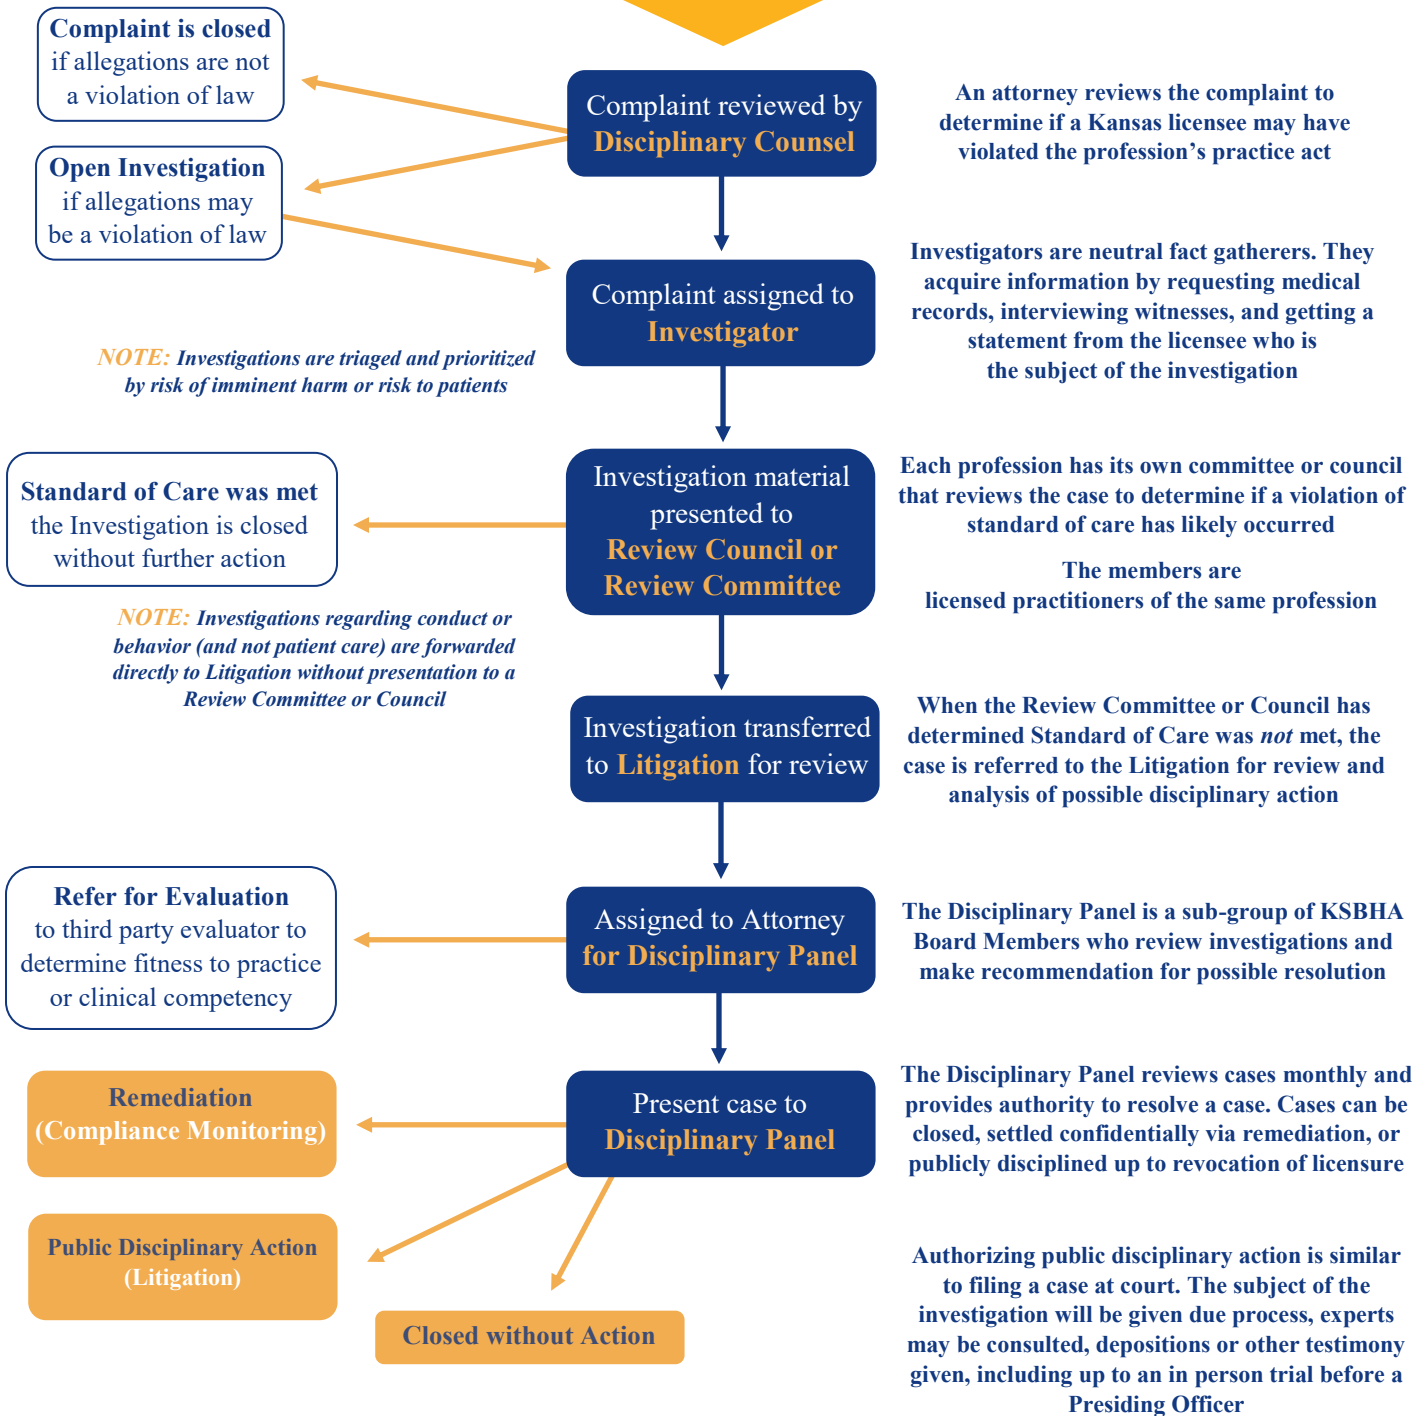 Complaint is closed
if allegations are not
a violation of law
Complaint reviewed by
Disciplinary Counsel
An attorney reviews the complaint to
determine if a Kansas licensee may have
violated the profession’s practice act
Open Investigation
if allegations may
be a violation of law
Complaint assigned to
Investigator
Investigators are neutral fact gatherers. They
acquire information by requesting medical
records, interviewing witnesses, and getting a
statement from the licensee who is
the subject of the investigation
NOTE: Investigations are triaged and prioritized
by risk of imminent harm or risk to patients
Standard of Care was met
the Investigation is closed
without further action
Investigation material
presented to
Review Council or
Review Committee
Each profession has its own committee or council
that reviews the case to determine if a violation of
standard of care has likely occurred
The members are
licensed practitioners of the same profession
NOTE: Investigations regarding conduct or
behavior (and not patient care) are forwarded
directly to Litigation without presentation to a
Review Committee or Council
Investigation transferred
to Litigation for review
When the Review Committee or Council has
determined Standard of Care was not met, the
case is referred to the Litigation for review and
analysis of possible disciplinary action
Refer for Evaluation
to third party evaluator to
determine fitness to practice
or clinical competency
Assigned to Attorney
for Disciplinary Panel
The Disciplinary Panel is a sub-group of KSBHA
Board Members who review investigations and
make recommendation for possible resolution
Remediation
(Compliance Monitoring)
Present case to
Disciplinary Panel
The Disciplinary Panel reviews cases monthly and
provides authority to resolve a case. Cases can be
closed, settled confidentially via remediation, or
publicly disciplined up to revocation of licensure
Public Disciplinary Action
(Litigation)
Closed without Action
Authorizing public disciplinary action is similar
to filing a case at court. The subject of the
investigation will be given due process, experts
may be consulted, depositions or other testimony
given, including up to an in person trial before a
Presiding Officer